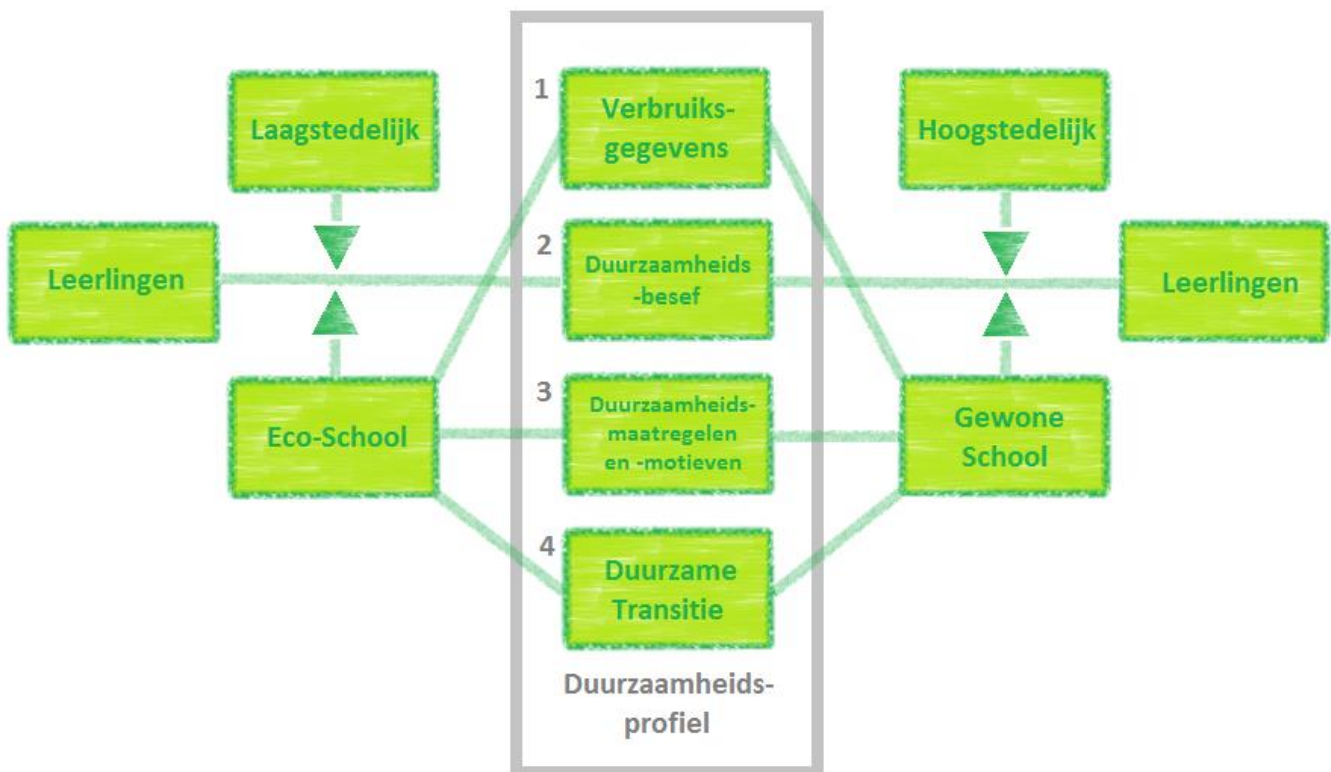 1
Verbruiks-
gegevens
Laagstedelijk
Hoogstedelijk
2
Leerlingen
Duurzaamheids
-besef
Leerlingen
3
Eco-School
Duurzaamheids-
maatregelen
en -motieven
Gewone
School
4
Duurzame
Transitie
Duurzaamheids-
profiel